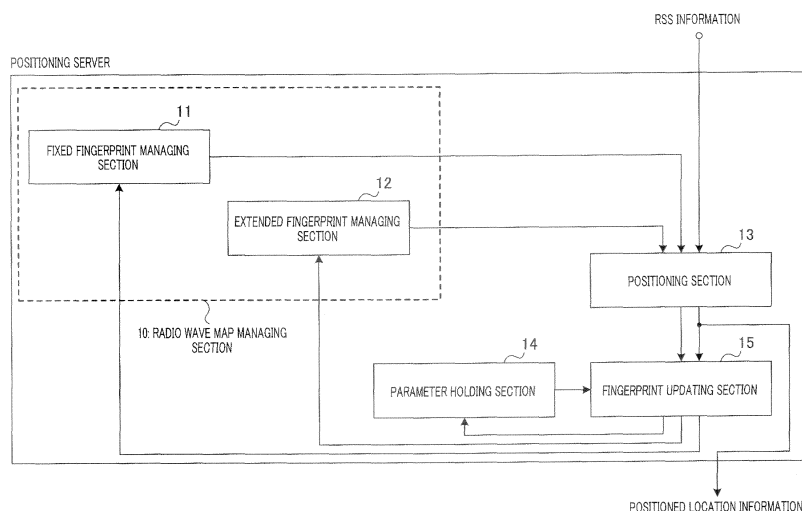 RSS INFORMATION
POSITIONING SERVER
11
FIXED FINGERPRINT MANAGING
SECTION
12
EXTENDED FINGERPRINT MANAGING
SECTION
13
POSITIONING SECTION
10: RADIO WAVE MAP MANAGING
SECTION
14
PARAMETER HOLDING SECTION
15
FINGERPRINT UPDATING SECTION
POSITIONED LOCATION INFORMATION